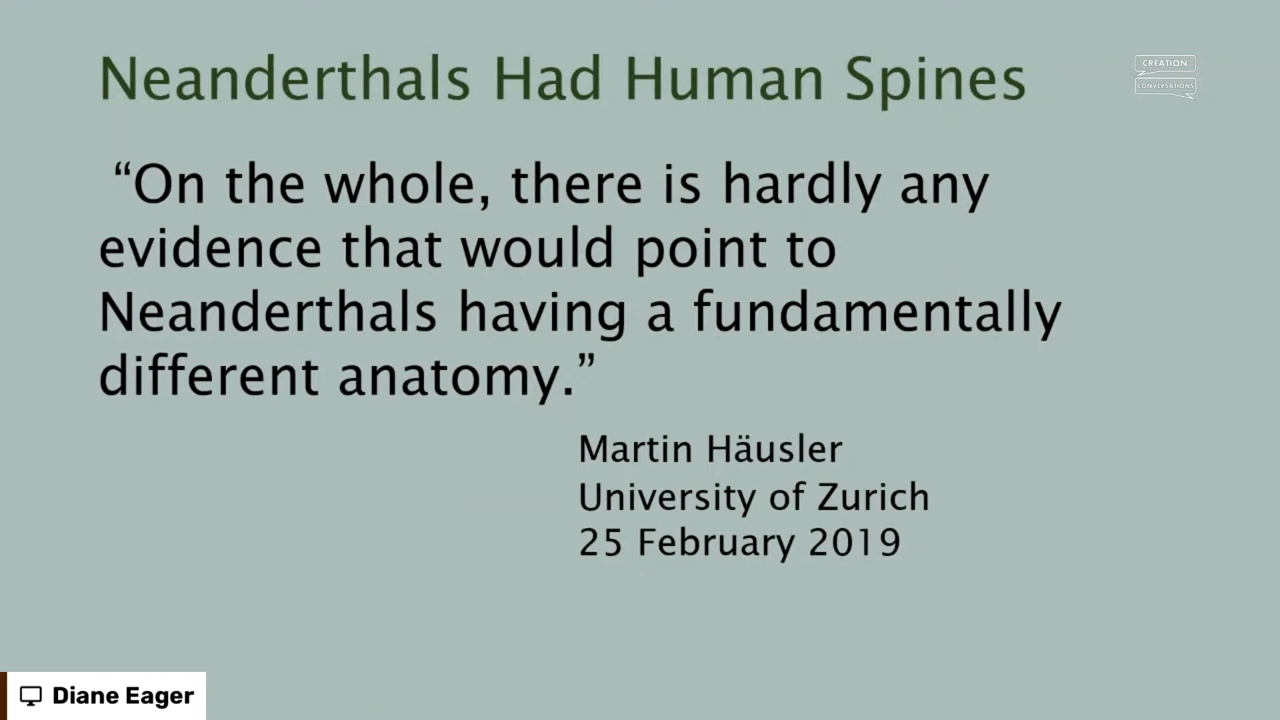 Neanderthals Had Human Spines
CREATION
CONVERSATIONS
“On the whole, there is hardly any
evidence that would point to
Neanderthals having a fundamentally
different anatomy.”
Martin Häusler
University of Zurich
25 February 2019
Diane Eager